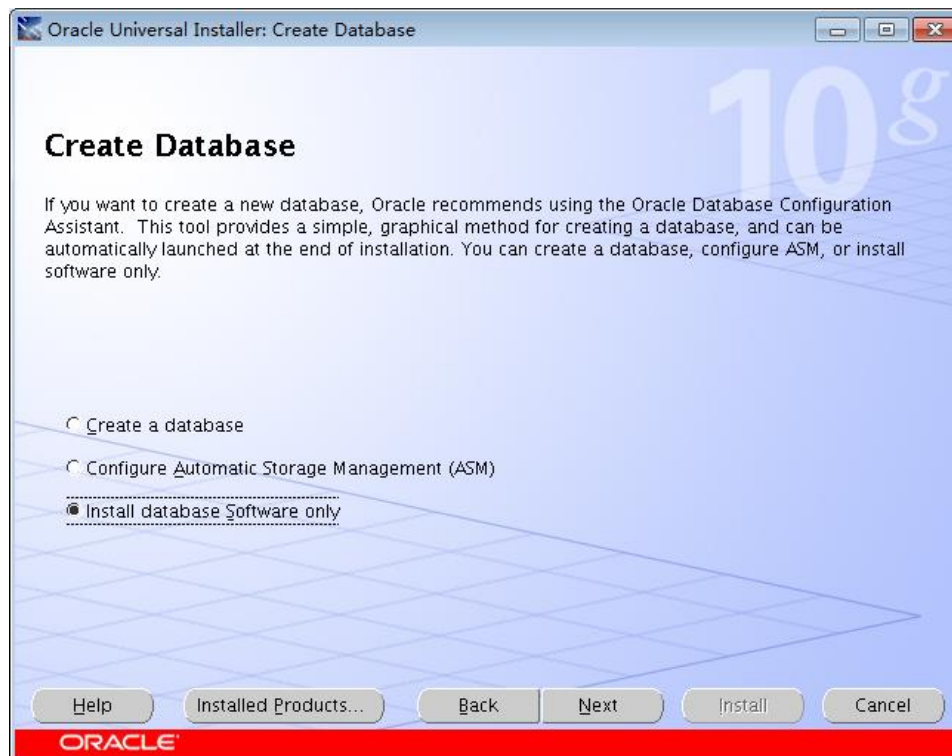 Oracle Universal Installer: Create Database
10g
Create Database
If you want to create a new database, Oracle recommends using the Oracle Database Configuration
Assistant. This tool provides a simple, graphical method for creating a database, and can be
automatically launched at the end of installation. You can create a database, configure ASM, or install
software only.
Create a database
Configure Automatic Storage Management (ASM)
Install database Software only
Help Installed Products... Back Next Install Cancel
ORACLE